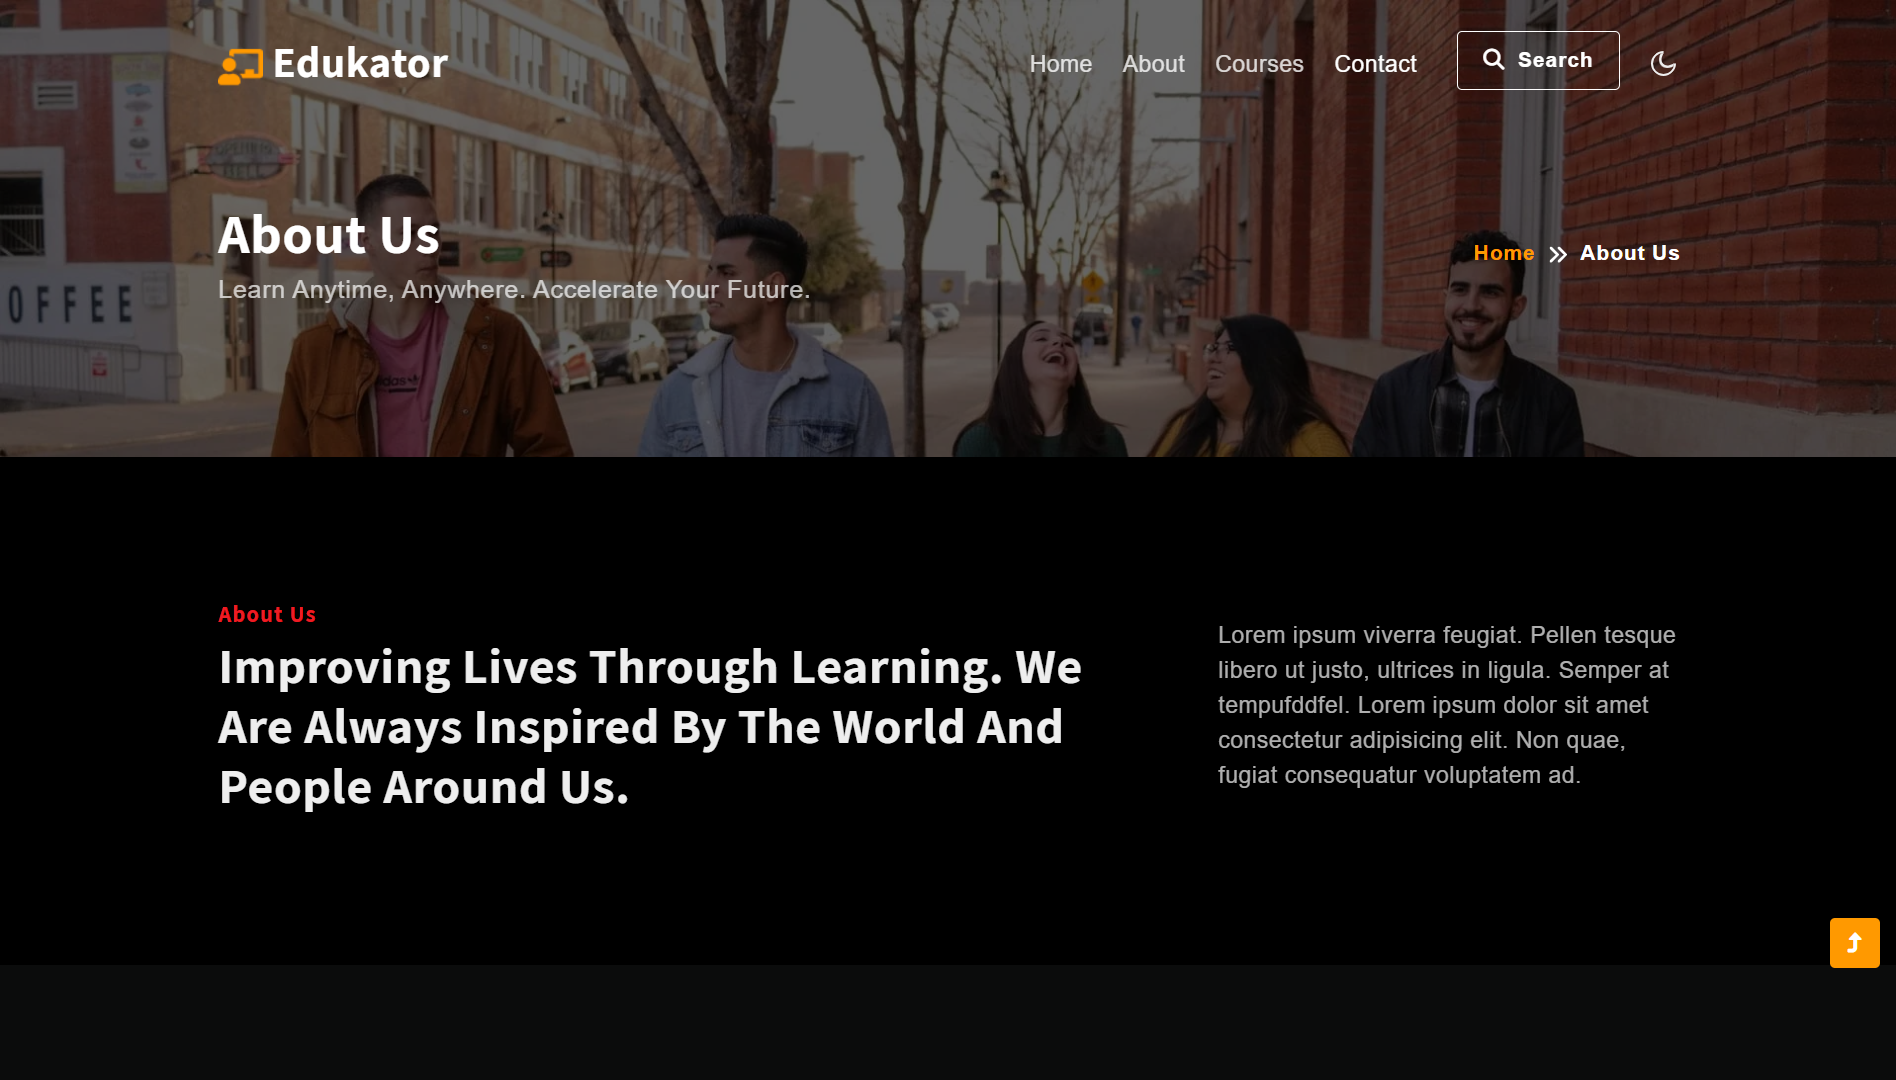 Edukator
Home About Courses Contact Search
About Us
Learn Anytime, Anywhere. Accelerate Your Future.
Home About Us
OFFEE
About Us
Improving Lives Through Learning. We
Are Always Inspired By The World And
People Around Us.
Lorem ipsum viverra feugiat. Pellen tesque
libero ut justo, ultrices in ligula. Semper at
tempufddfel. Lorem ipsum dolor sit amet
consectetur adipisicing elit. Non quae,
fugiat consequatur voluptatem ad.